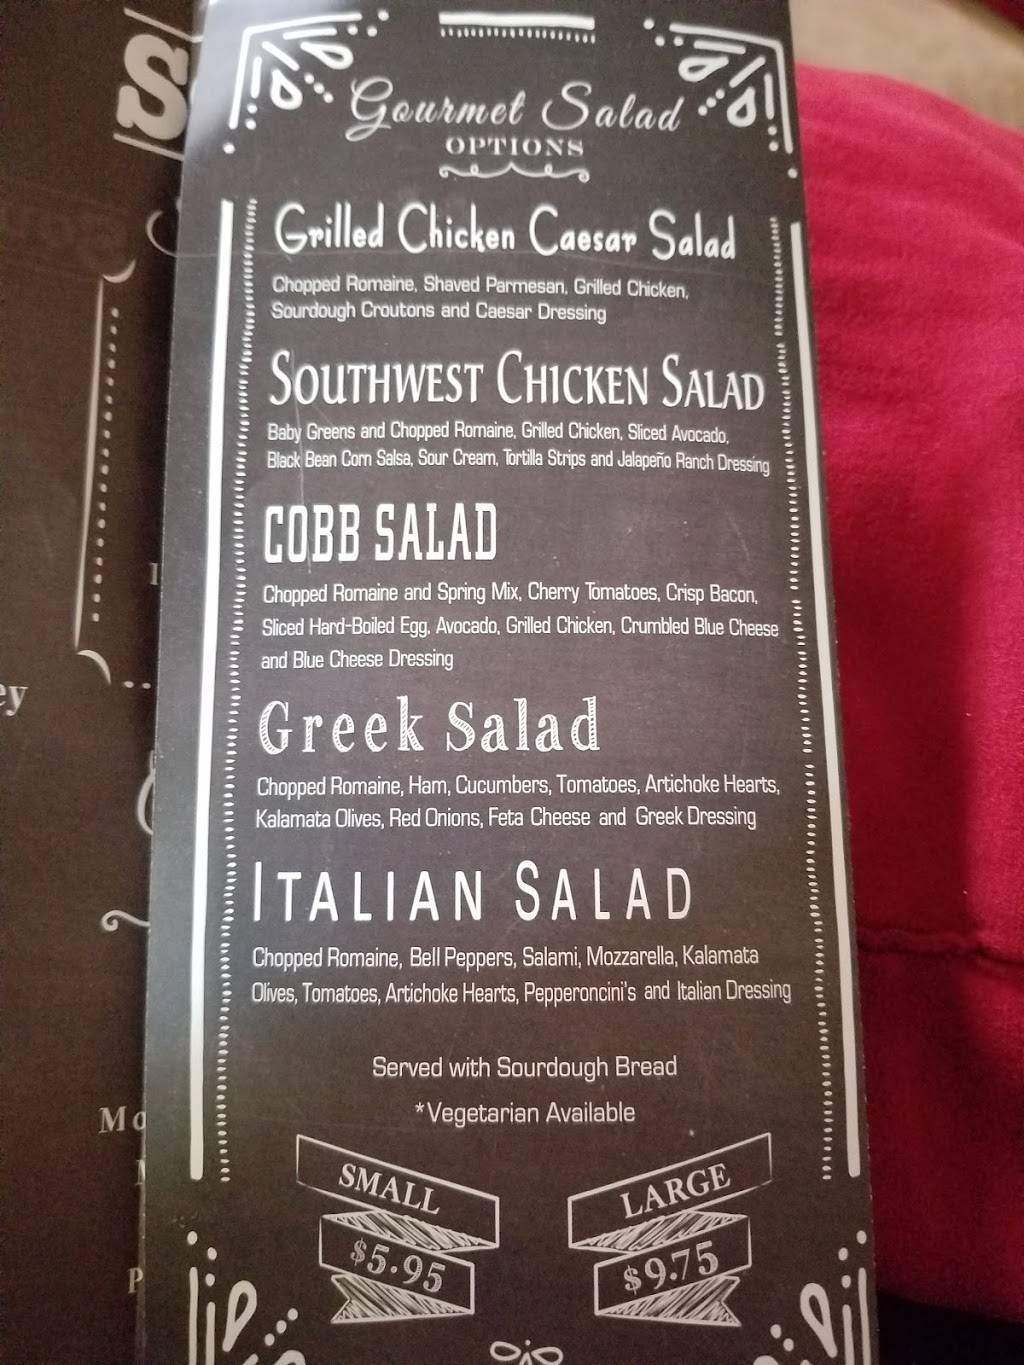 Gourmet Salad
OPTIONS
Grilled Chicken Caesar Salad
Chopped Romaine, Shaved Parmesan, Grilled Chicken,
Sourdough Croutons and Caesar Dressing
SOUTHWEST CHICKEN SALAD
Baby Greens and Chopped Romaine, Grilled Chicken, Sliced Avocado,
Black Bean Corn Salsa, Sour Cream, Tortilla Strips and Jalapeño Ranch Dressing
COBB SALAD
Chopped Romaine and Spring Mix, Cherry Tomatoes, Crisp Bacon,
Sliced Hard-Boiled Egg, Avocado, Grilled Chicken, Crumbled Blue Cheese
and Blue Cheese Dressing
Greek Salad
Chopped Romaine, Ham, Cucumbers, Tomatoes, Artichoke Hearts,
Kalamata Olives, Red Onions, Feta Cheese and Greek Dressing
ITALIAN SALAD
Chopped Romaine, Bell Peppers, Salami, Mozzarella, Kalamata
Olives, Tomatoes, Artichoke Hearts, Pepperoncini's and Italian Dressing
Served with Sourdough Bread
*Vegetarian Available
SMALL
$5.95
LARGE
$9.75